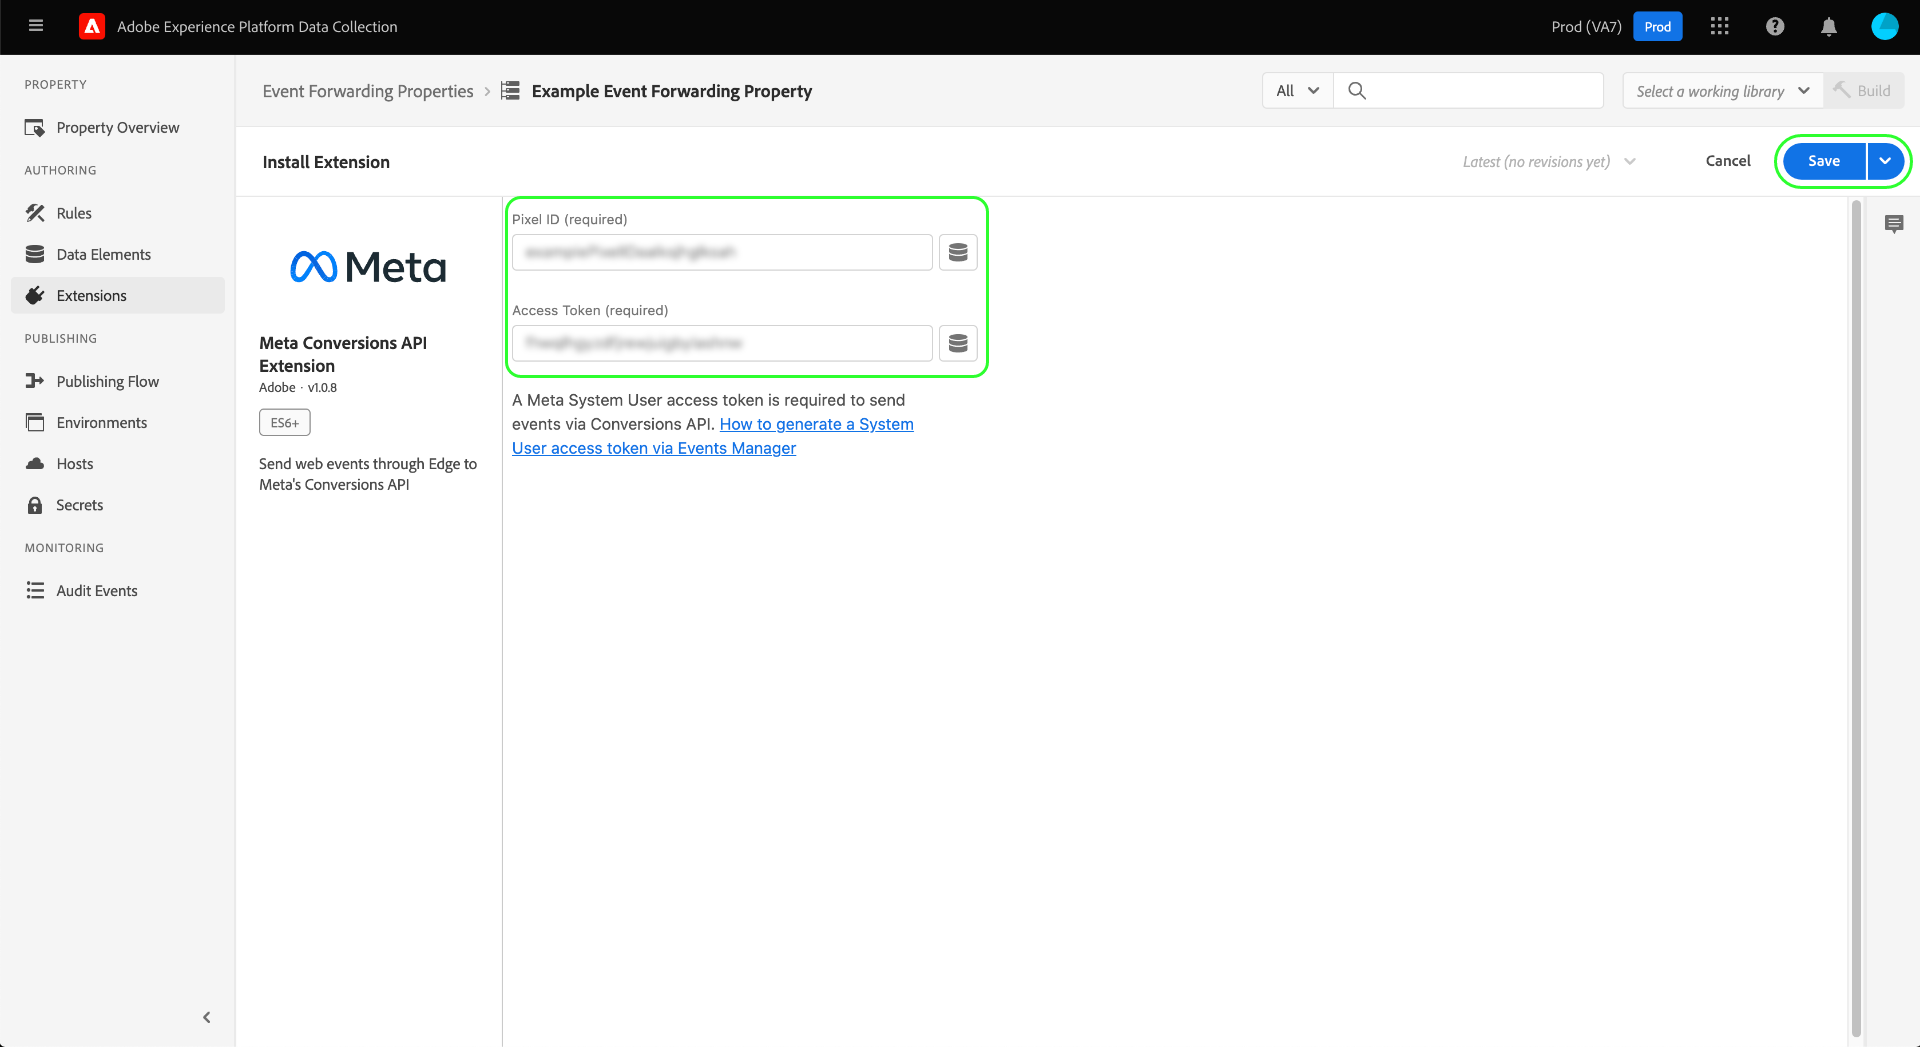 Adobe Experience Platform Data Collection
Prod (VA7)
Prod
PROPERTY
Property Overview
AUTHORING
Rules
Data Elements
Extensions
PUBLISHING
Publishing Flow
Environments
Hosts
Secrets
MONITORING
Audit Events
Event Forwarding Properties
Example Event Forwarding Property
All
Select a working library
Build
Install Extension
Latest (no revisions yet)
Cancel
Save
Meta
Meta Conversions API
Extension
Adobe · v1.0.8
ES6+
Send web events through Edge to
Meta's Conversions API
Pixel ID (required)
Access Token (required)
A Meta System User access token is required to send
events via Conversions API. How to generate a System
User access token via Events Manager